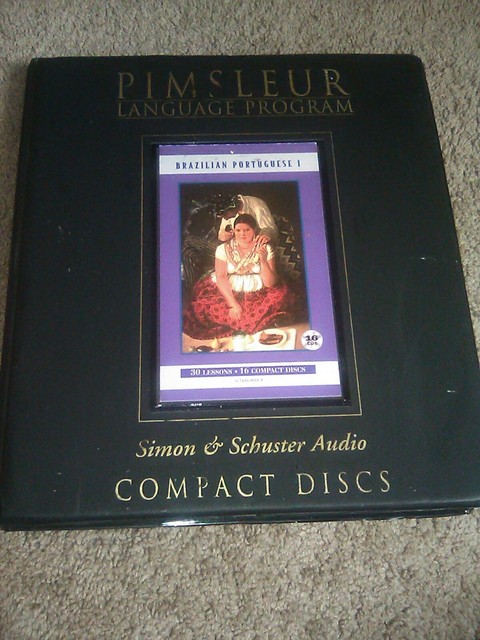 PIMSLEUR
LANGUAGE PROGRAM
BRAZILIAN PORTUGUESE I
16
CDS
30 LESSONS • 16 COMPACT DISCS
Simon & Schuster Audio
COMPACT DISCS